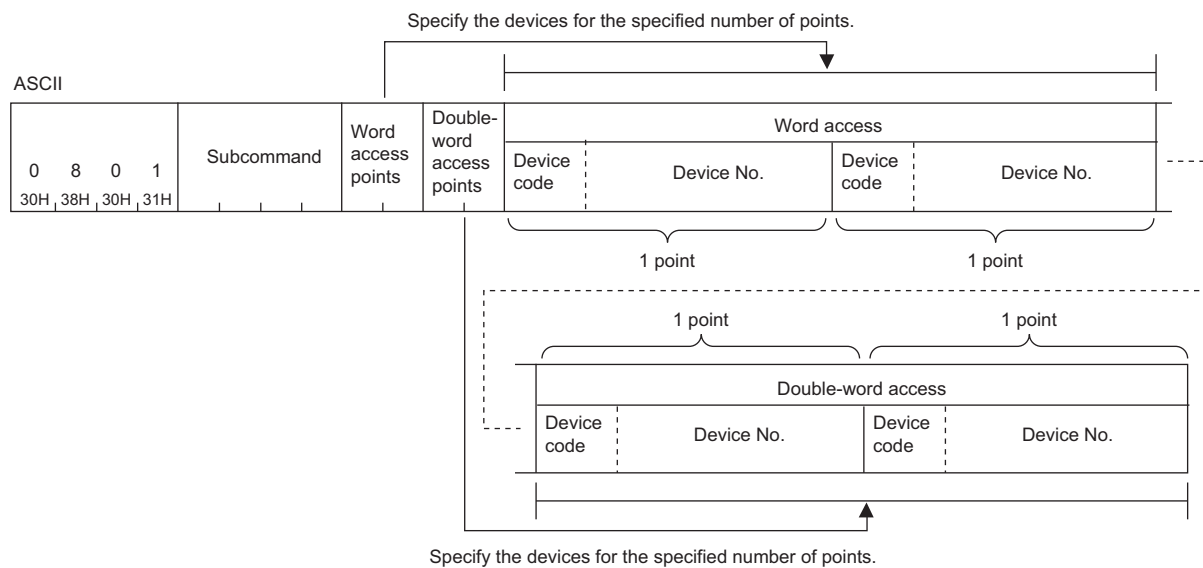 Specify the devices for the specified number of points.
ASCII
0 8 0 1
30H 38H 30H 31H
Subcommand
Word
access
points
Double-
word
access
points
Word access
Device
code
Device No.
Device
code
Device No.
1 point
1 point
1 point
1 point
Double-word access
Device
code
Device No.
Device
code
Device No.
Specify the devices for the specified number of points.